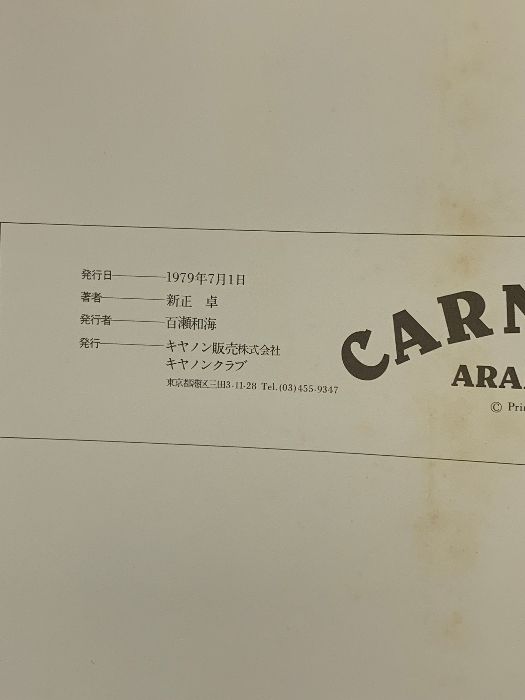 発行日————1979年7月1日
著者————新正 卓
発行者————百瀬和海
発行————キヤノン販売株式会社
キヤノンクラブ
東京都港区三田3-11-28 Tel.(03)455-9347
CARN
ARA
© Pri